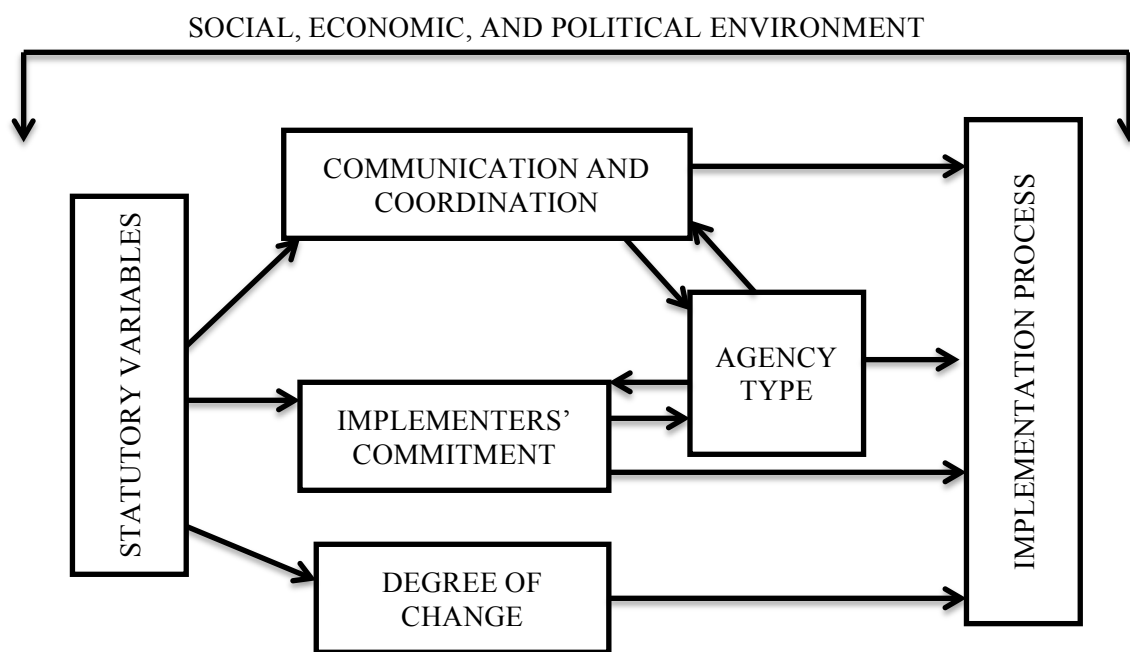 SOCIAL, ECONOMIC, AND POLITICAL ENVIRONMENT
STATUTORY VARIABLES
COMMUNICATION AND
COORDINATION
IMPLEMENTERS’
COMMITMENT
DEGREE OF
CHANGE
AGENCY
TYPE
IMPLEMENTATION PROCESS